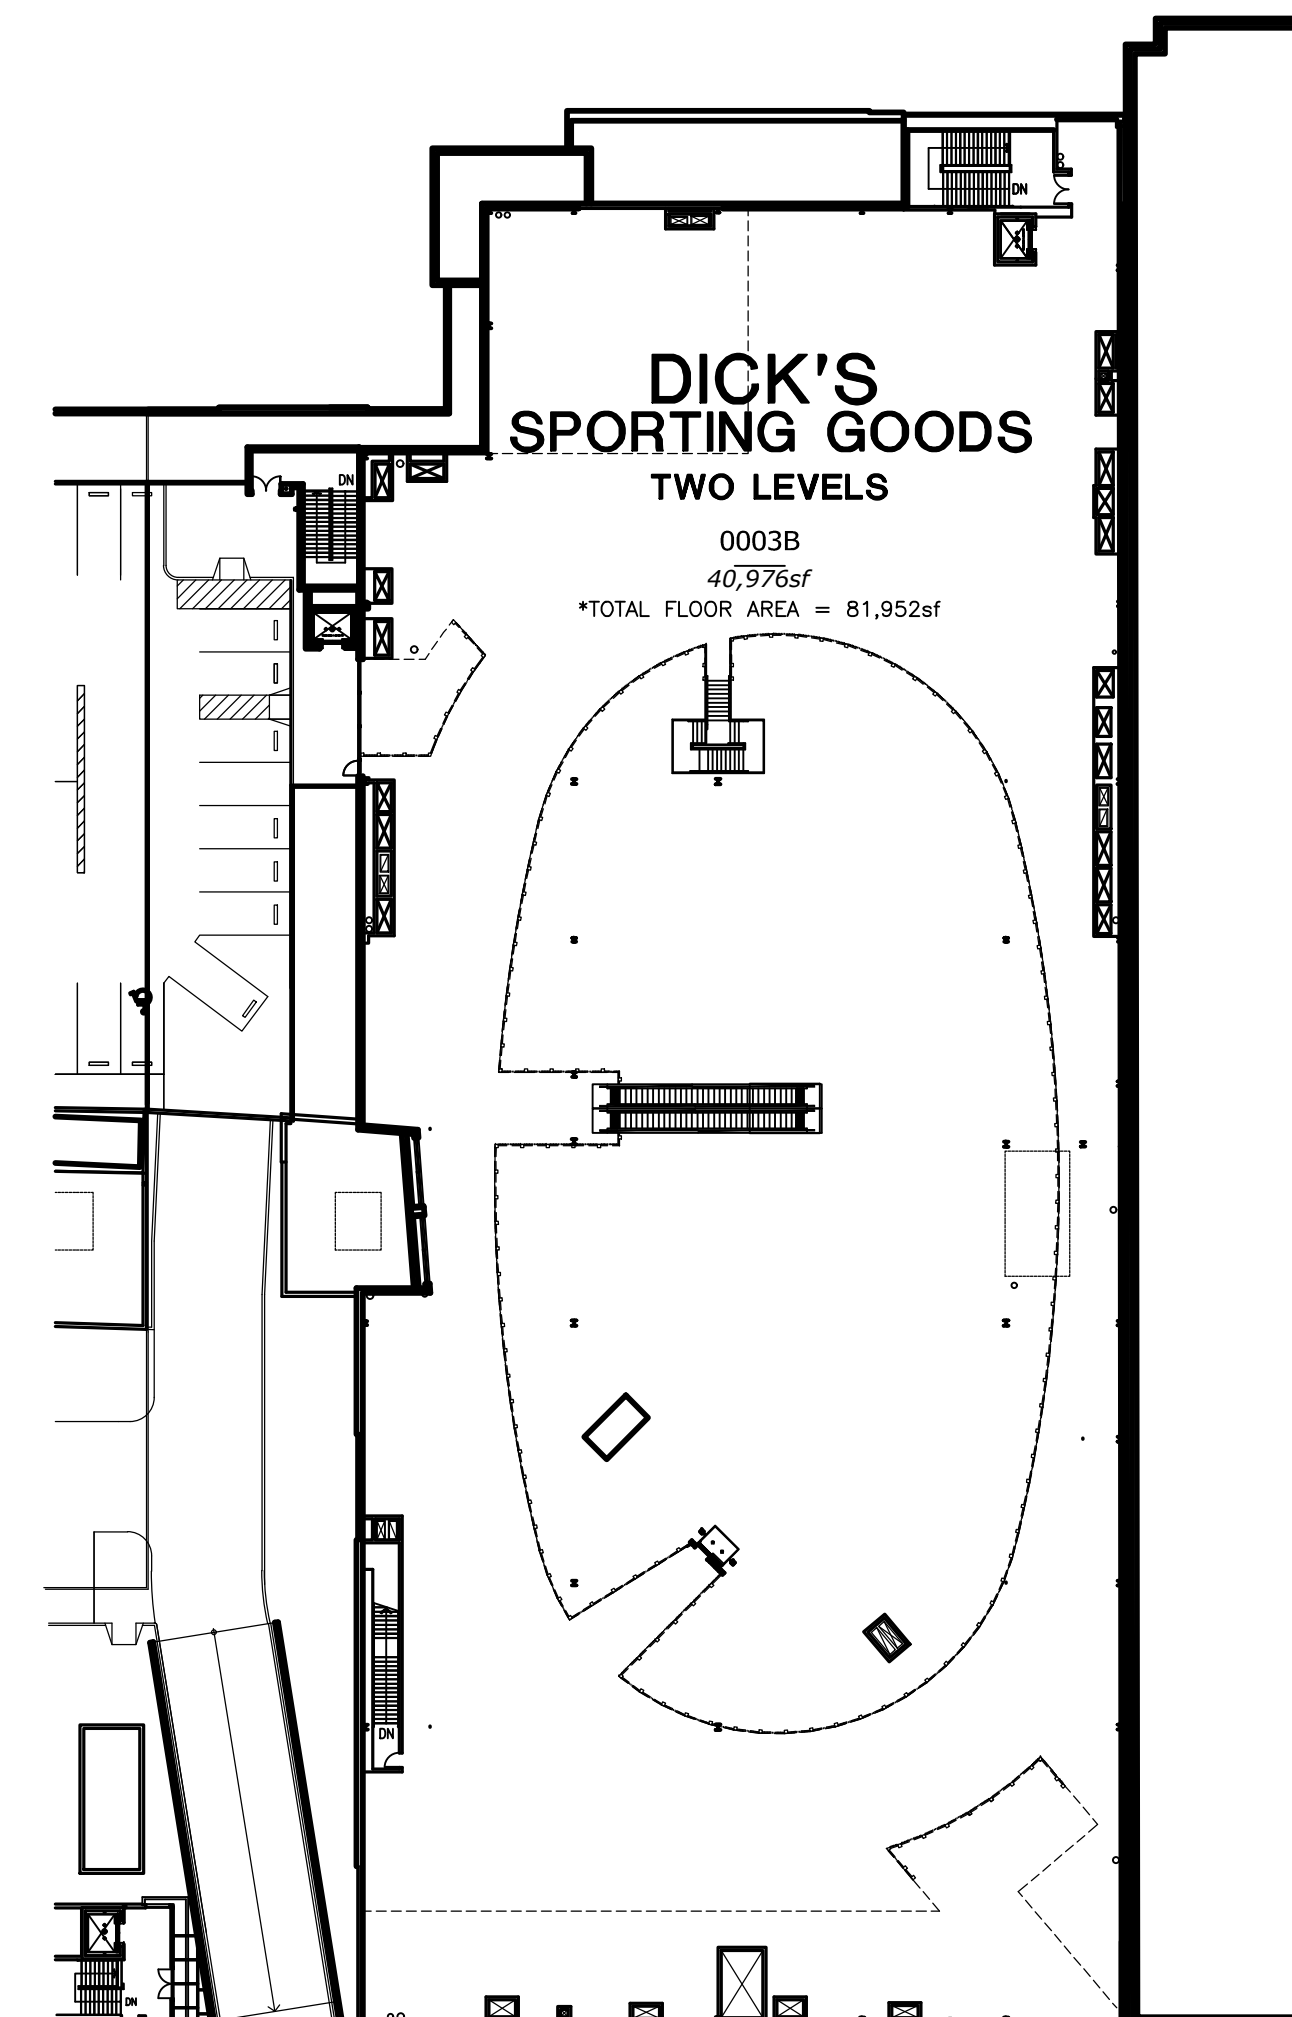 DN
DICK'S
SPORTING GOODS
TWO LEVELS
DN
0003B
40,976sf
*TOTAL FLOOR AREA = 81,952sf
DN
DN